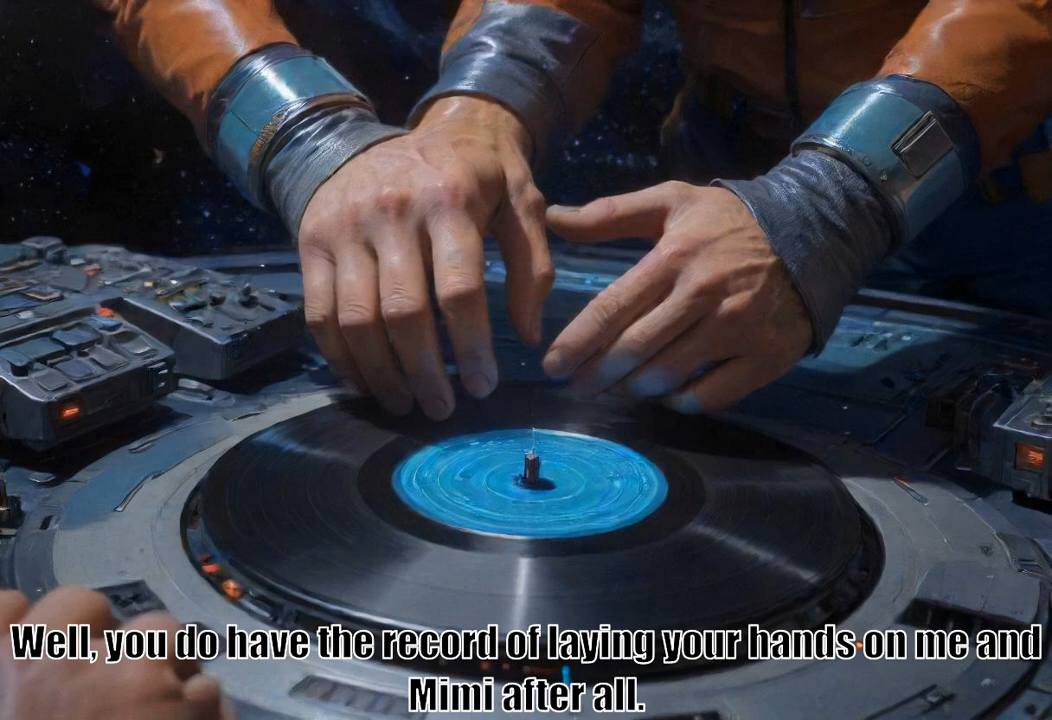 Well, you do have the record of laying your hands on me and
Mimi after all.